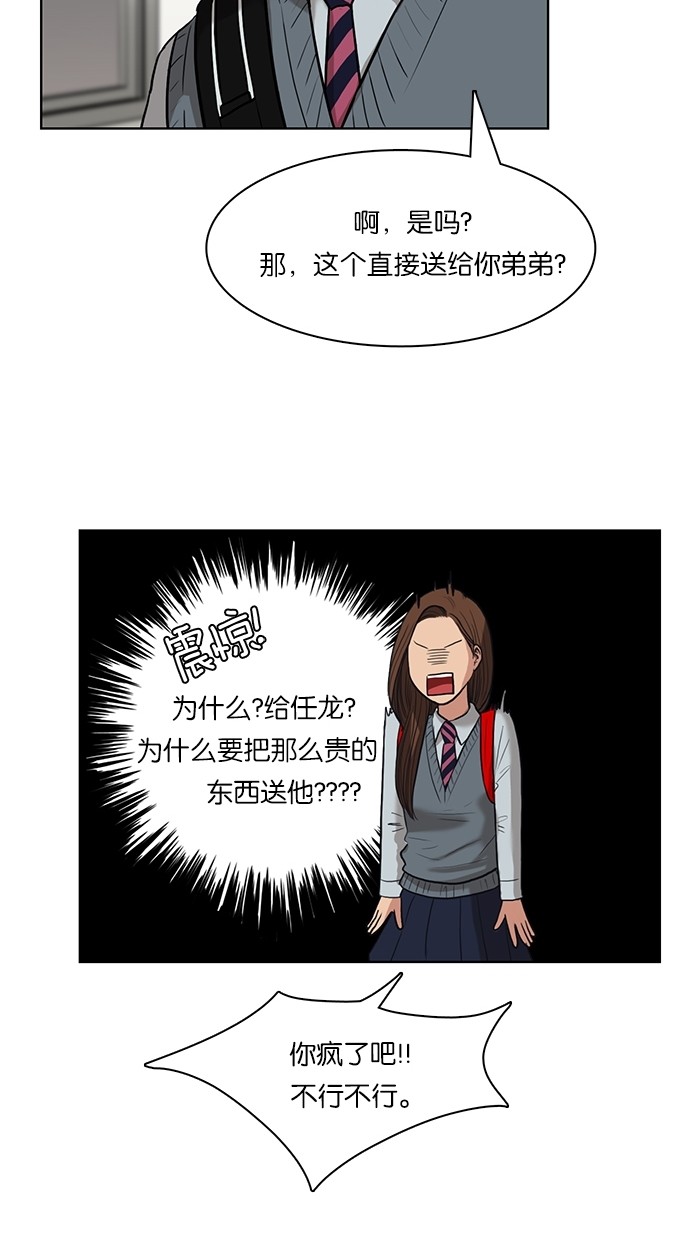 啊，是吗?
那，这个直接送给你弟弟?
震惊!
为什么?给任龙?
为什么要把那么贵的
东西送他????
你疯了吧!!
不行不行。